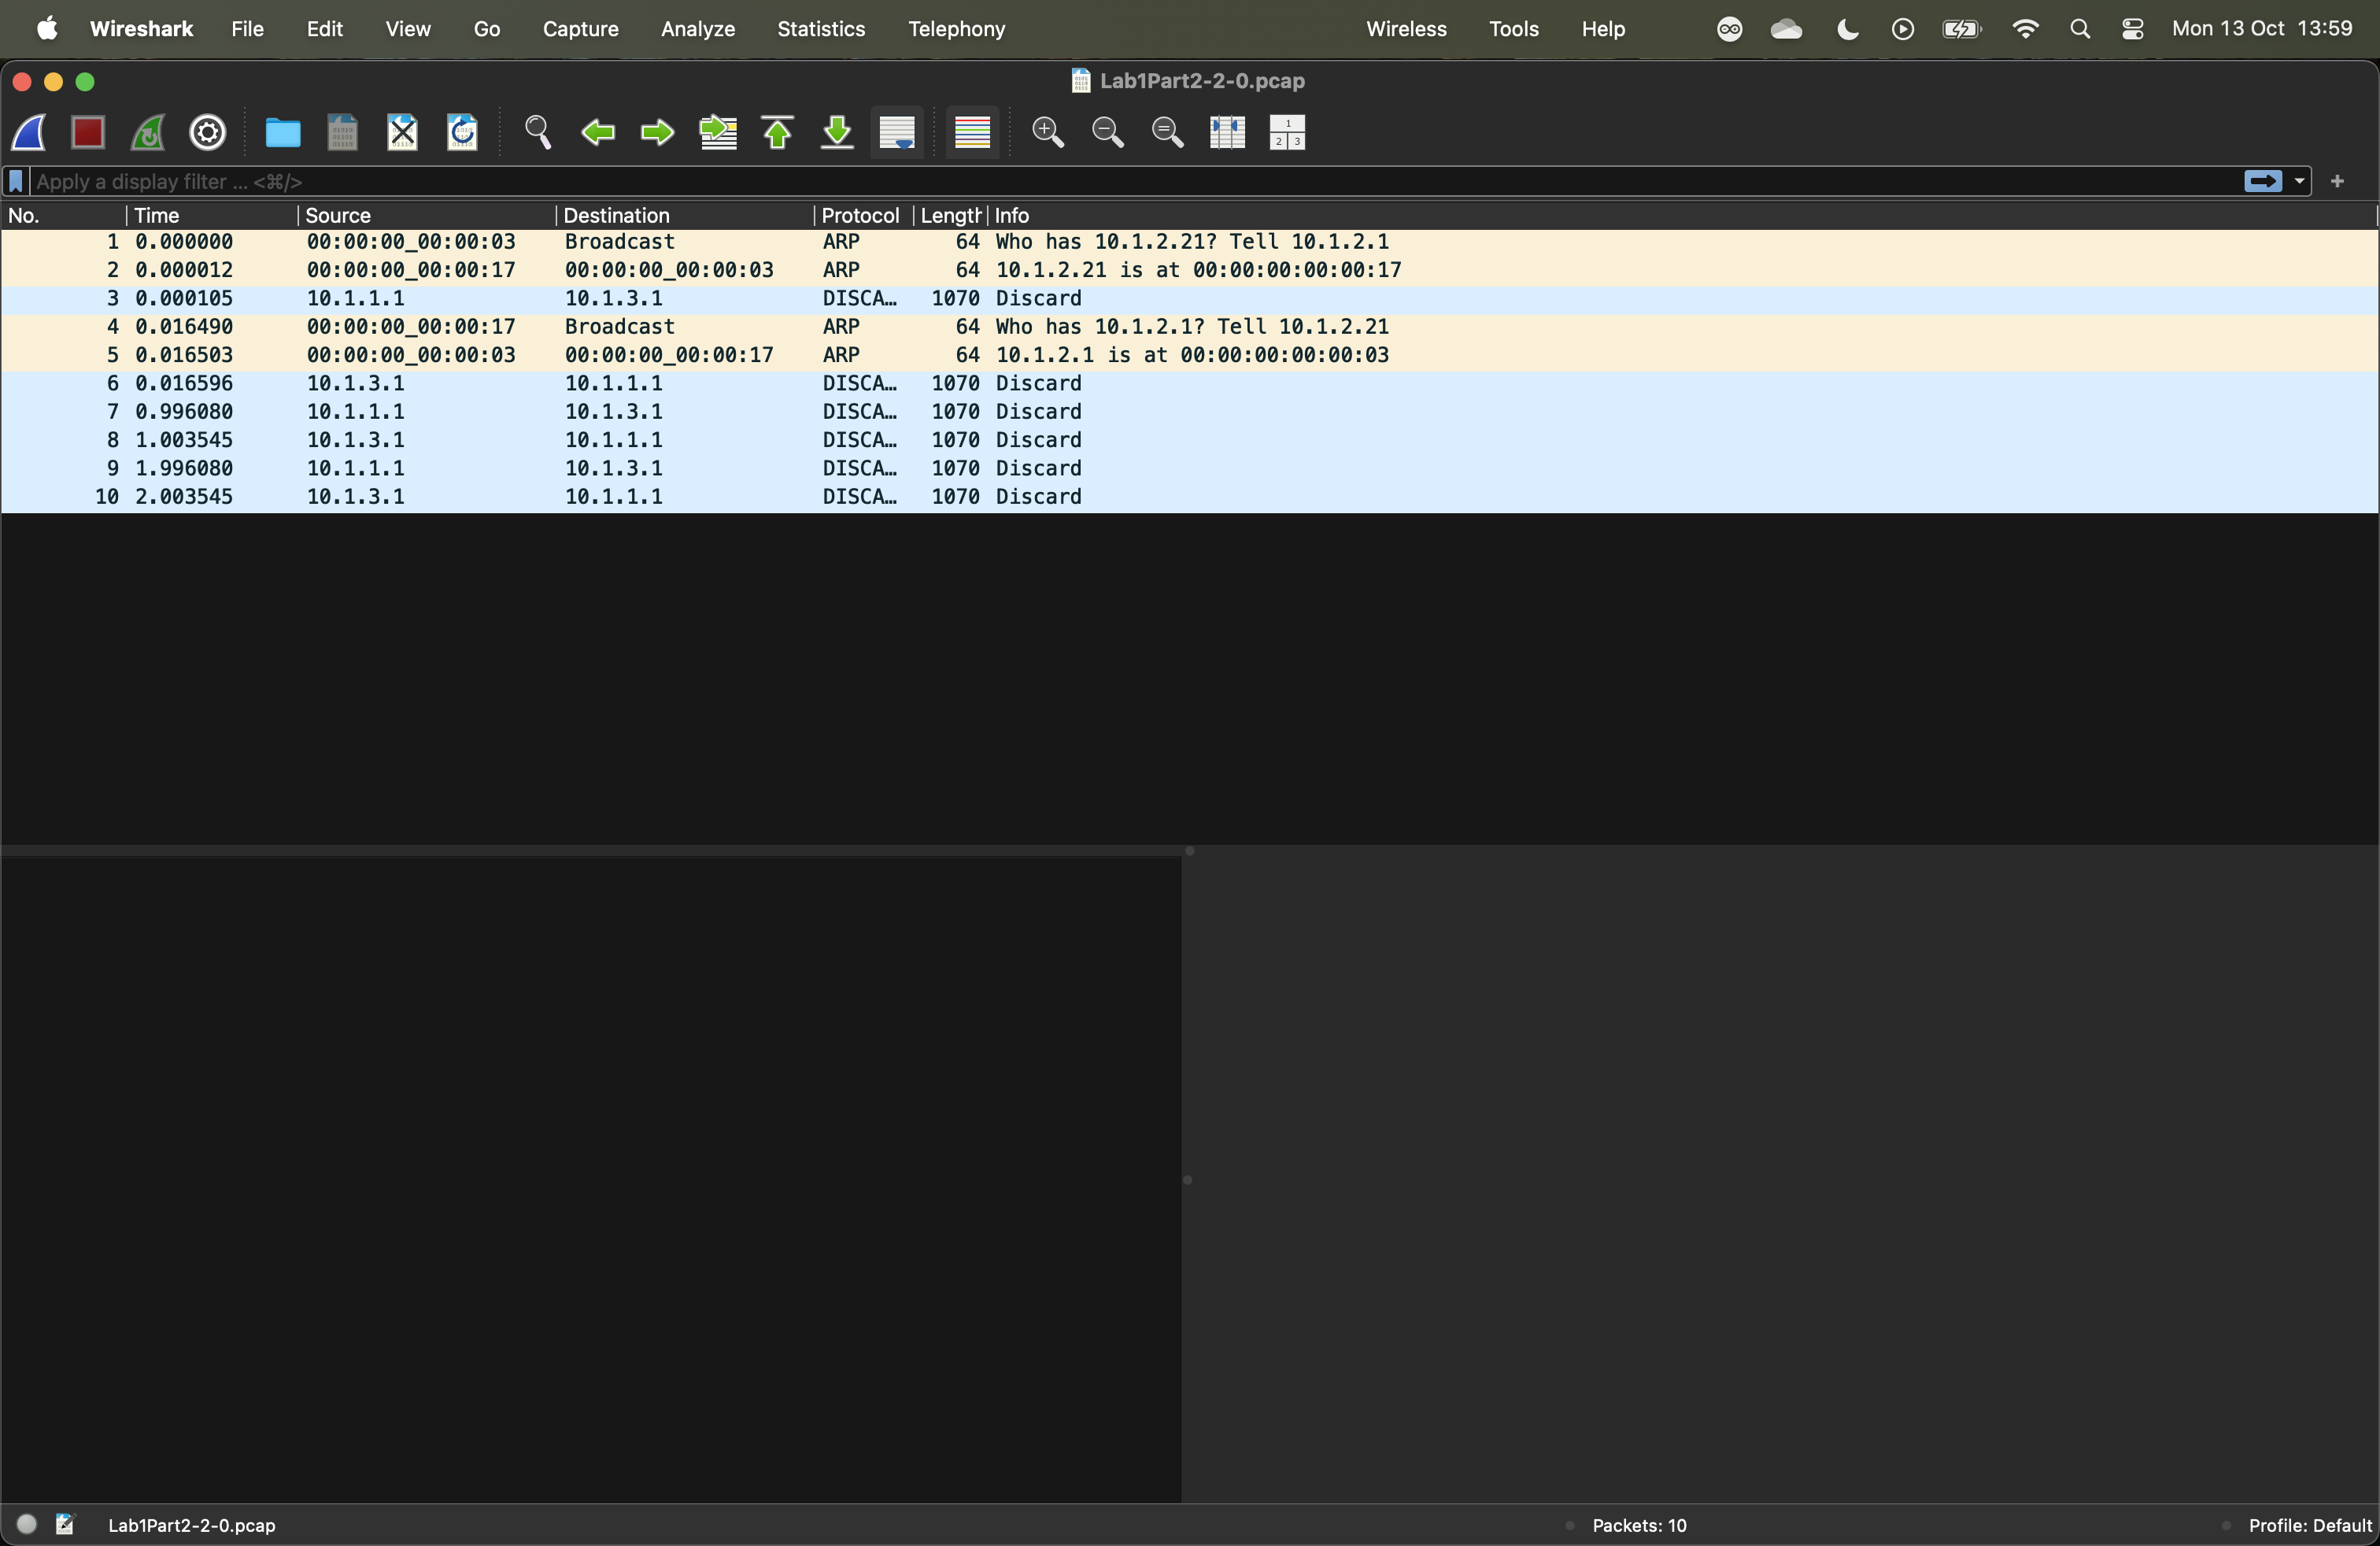 Wireshark File Edit View Go Capture Analyze Statistics Telephony Wireless Tools Help Mon 13 Oct 13:59
Lab1Part2-2-0.pcap
Apply a display filter ... <⌘/>
No. Time Source Destination Protocol Length Info
1 0.000000 00:00:00_00:00:03 Broadcast ARP 64 Who has 10.1.2.21? Tell 10.1.2.1
2 0.000012 00:00:00_00:00:17 00:00:00_00:00:03 ARP 64 10.1.2.21 is at 00:00:00:00:00:17
3 0.000105 10.1.1.1 10.1.3.1 DISCA… 1070 Discard
4 0.016490 00:00:00_00:00:17 Broadcast ARP 64 Who has 10.1.2.1? Tell 10.1.2.21
5 0.016503 00:00:00_00:00:03 00:00:00_00:00:17 ARP 64 10.1.2.1 is at 00:00:00:00:00:03
6 0.016596 10.1.3.1 10.1.1.1 DISCA… 1070 Discard
7 0.996080 10.1.1.1 10.1.3.1 DISCA… 1070 Discard
8 1.003545 10.1.3.1 10.1.1.1 DISCA… 1070 Discard
9 1.996080 10.1.1.1 10.1.3.1 DISCA… 1070 Discard
10 2.003545 10.1.3.1 10.1.1.1 DISCA… 1070 Discard
Lab1Part2-2-0.pcap Packets: 10 Profile: Default